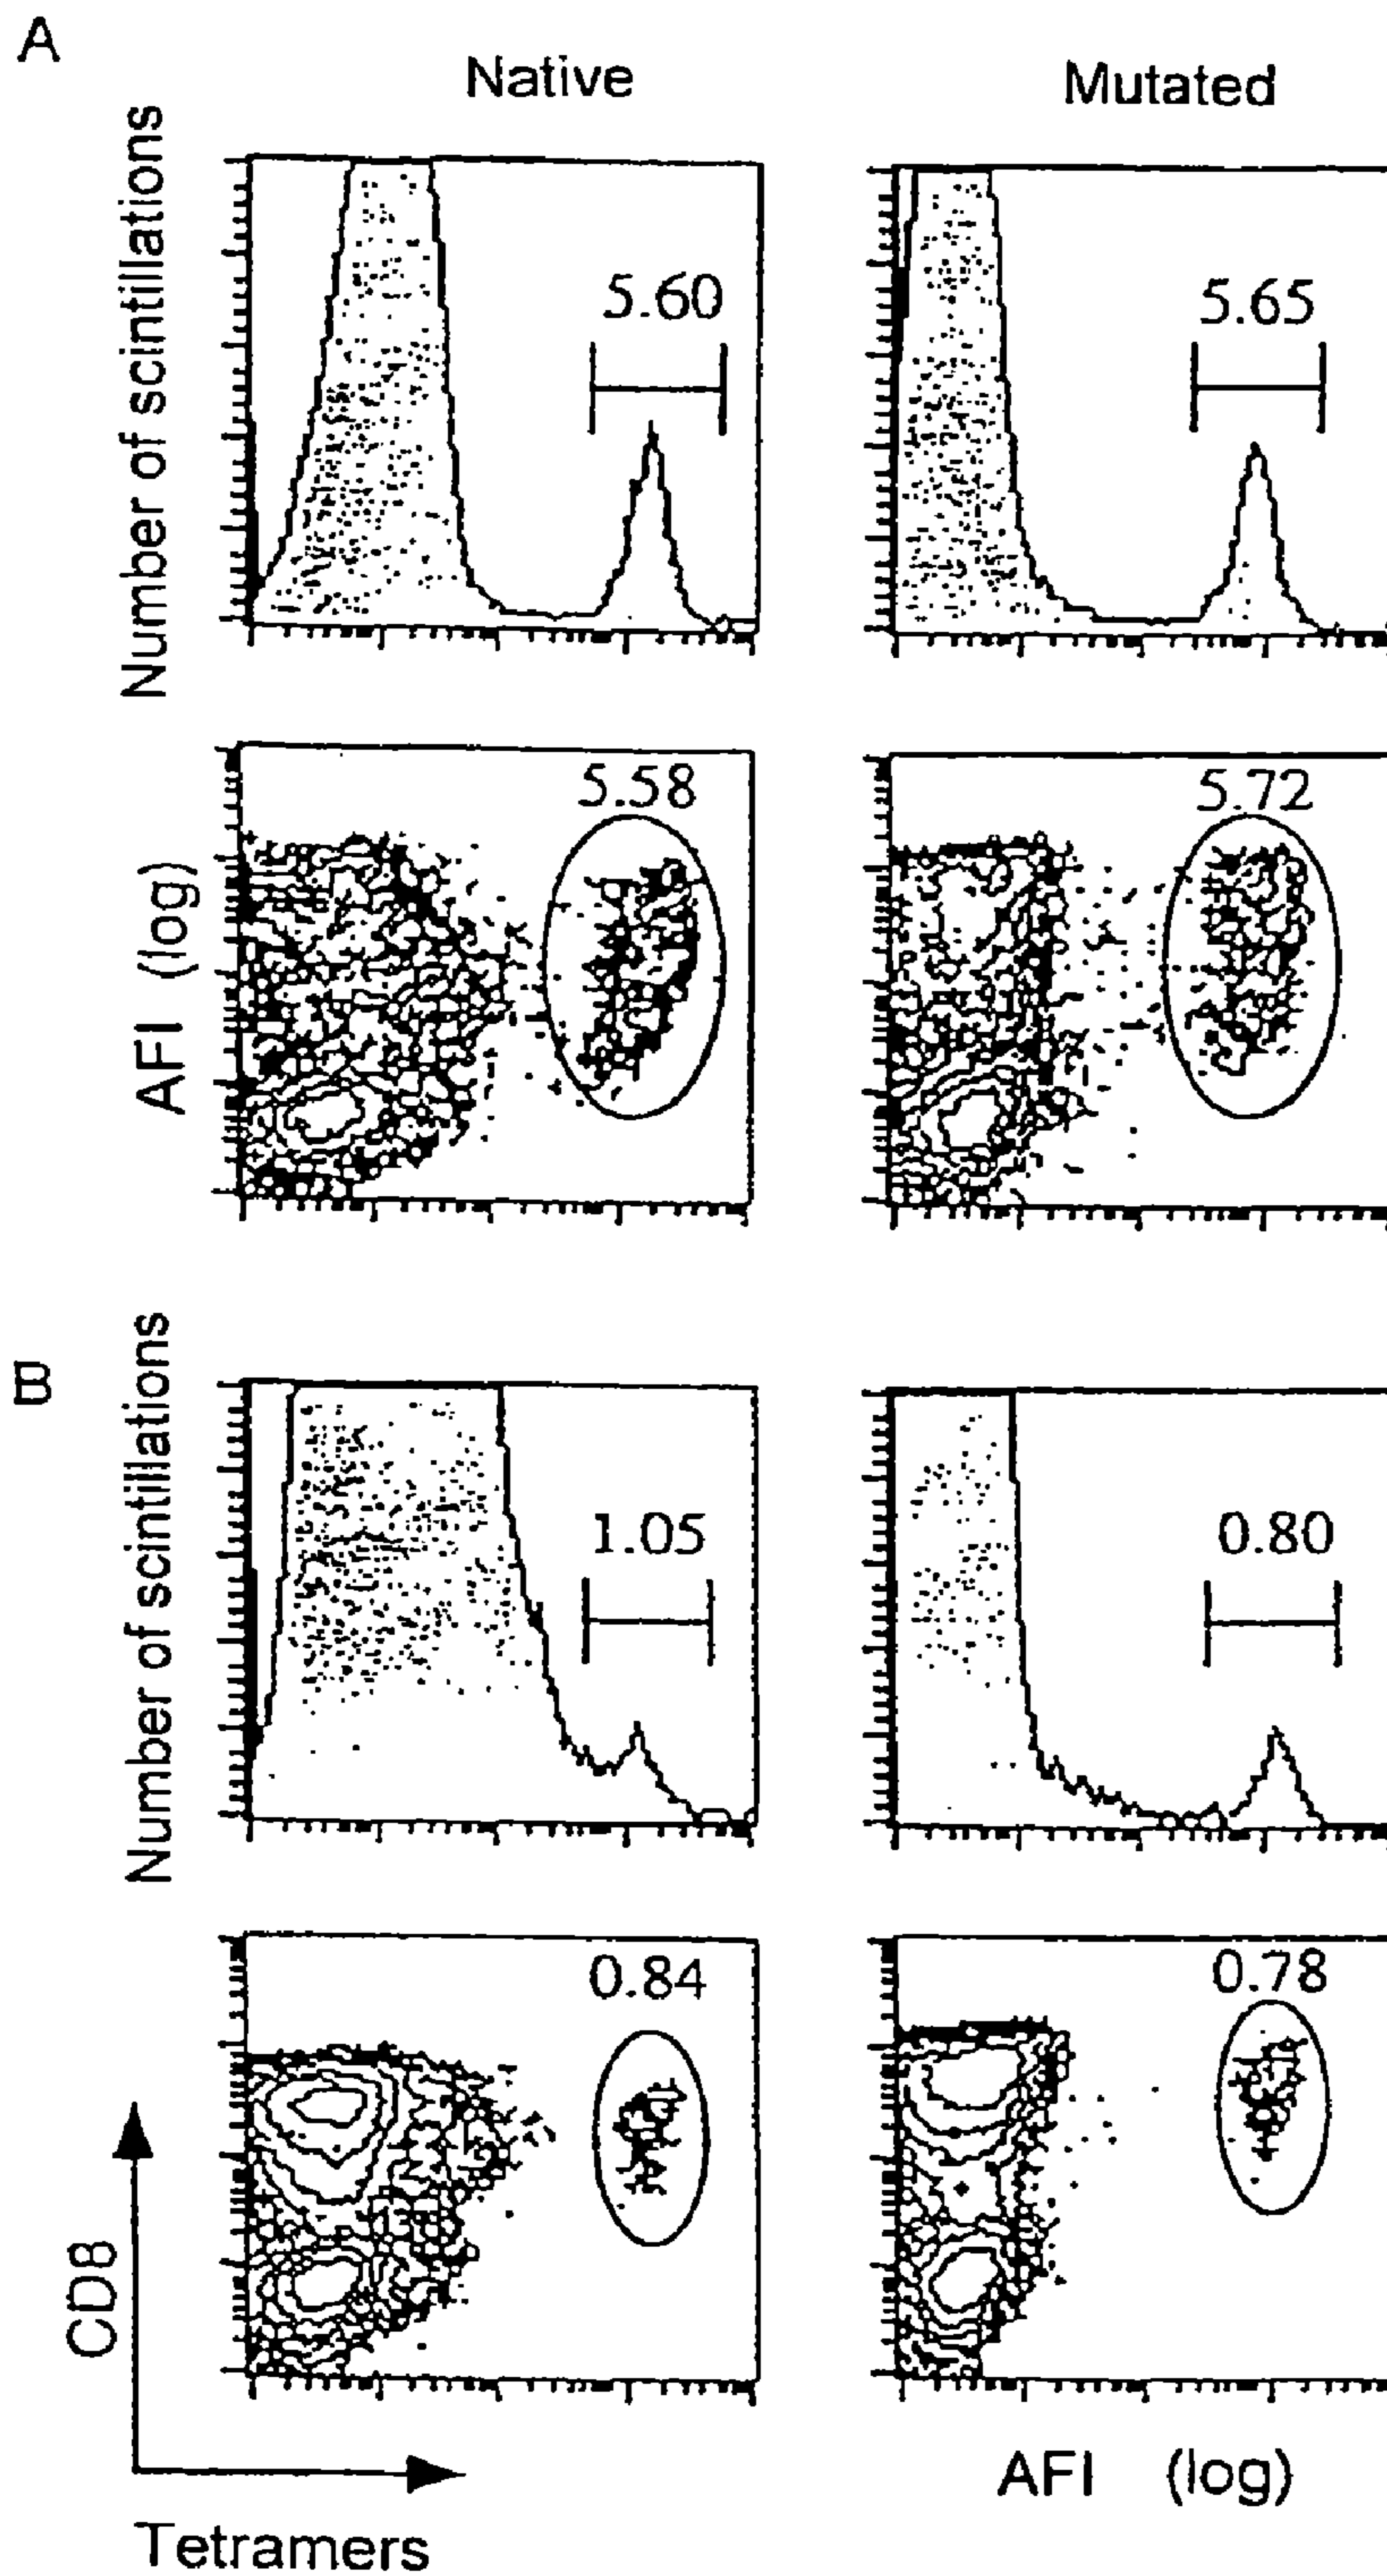 A
Native
Mutated
Number of scintillations
5.60
5.65
AFI (log)
5.58
5.72
B
Number of scintillations
1.05
0.80
CD8
0.84
0.78
Tetramers
AFI (log)